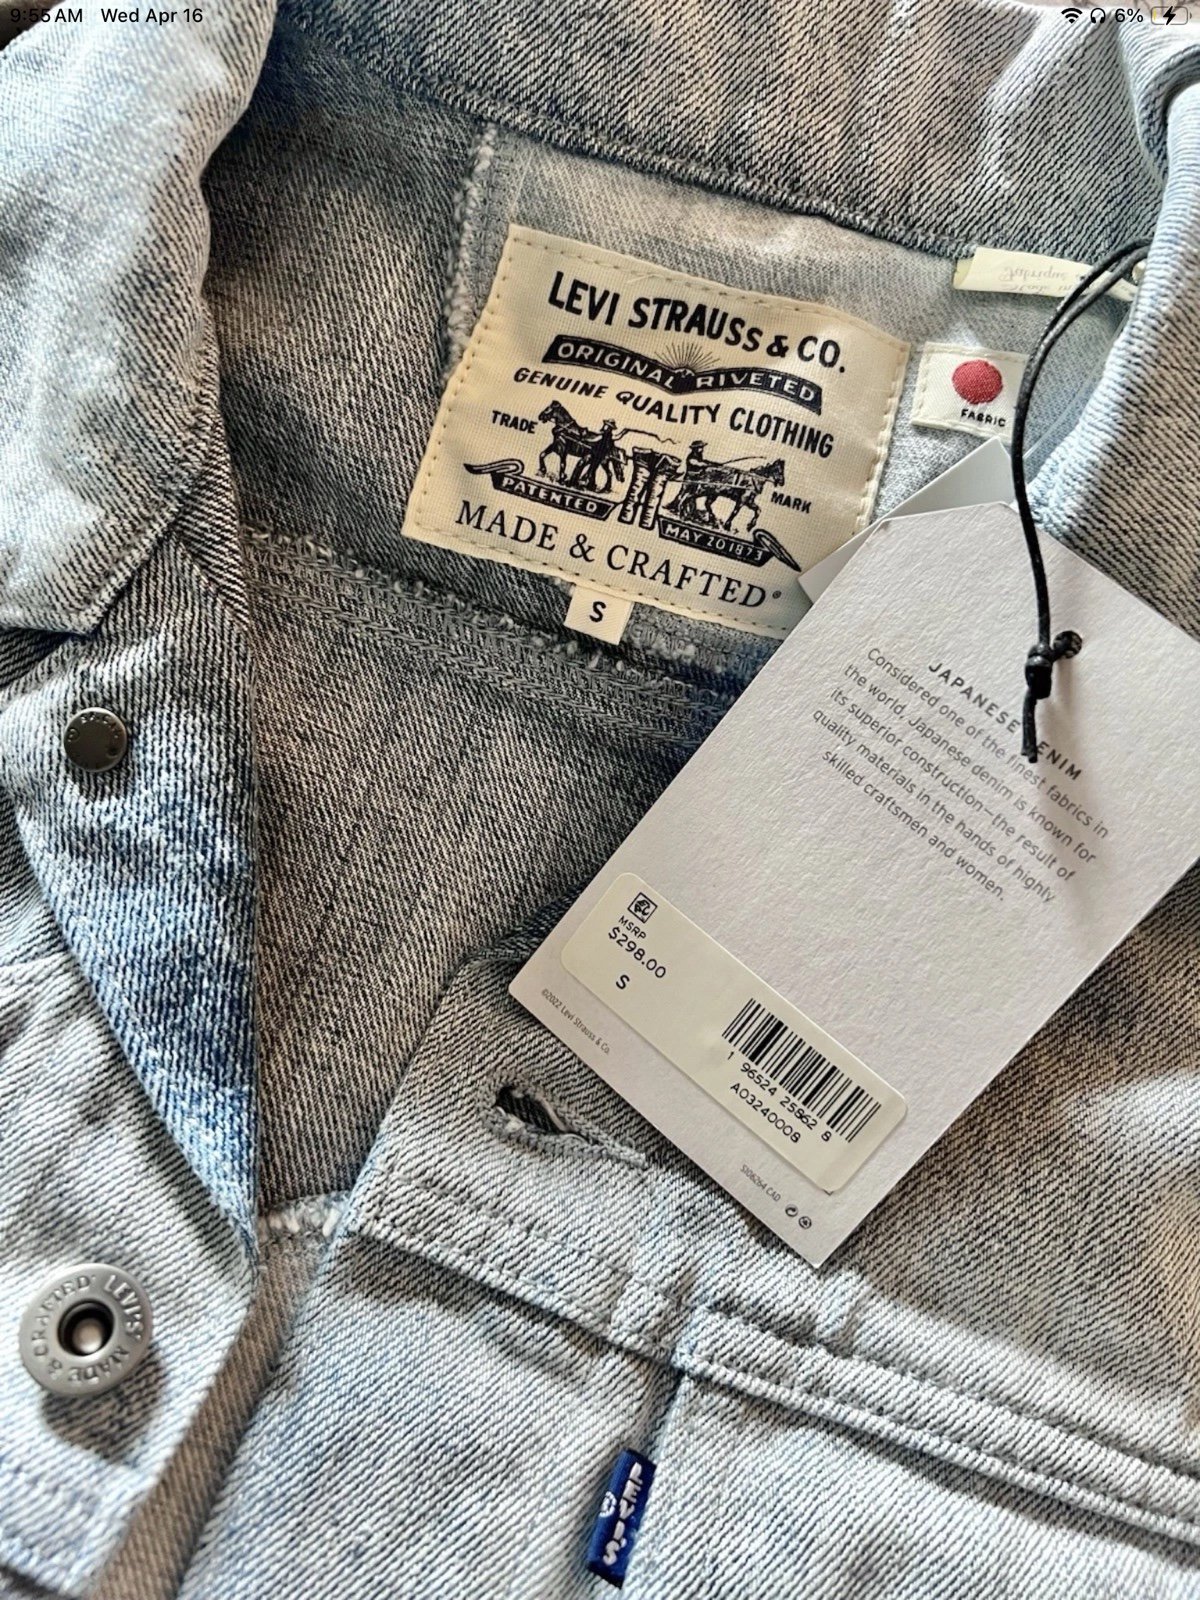 9:55 AM Wed Apr 16
6%
LEVI STRAUSS & CO.
ORIGINAL RIVETED
GENUINE QUALITY CLOTHING
TRADE MARK
PATENTED MAY 20 1873
MADE & CRAFTED®
S
FABRIC
JAPANESE DENIM
Considered one of the finest fabrics in
the world, Japanese denim is known for
its superior construction—the result of
quality materials in the hands of highly
skilled craftsmen and women.
MSRP
$298.00
S
1 96524 25862 8
A03240008
©2022 Levi Strauss & Co.
S106264 CAD
LEVI'S MADE & CRAFTED
LEVI'S